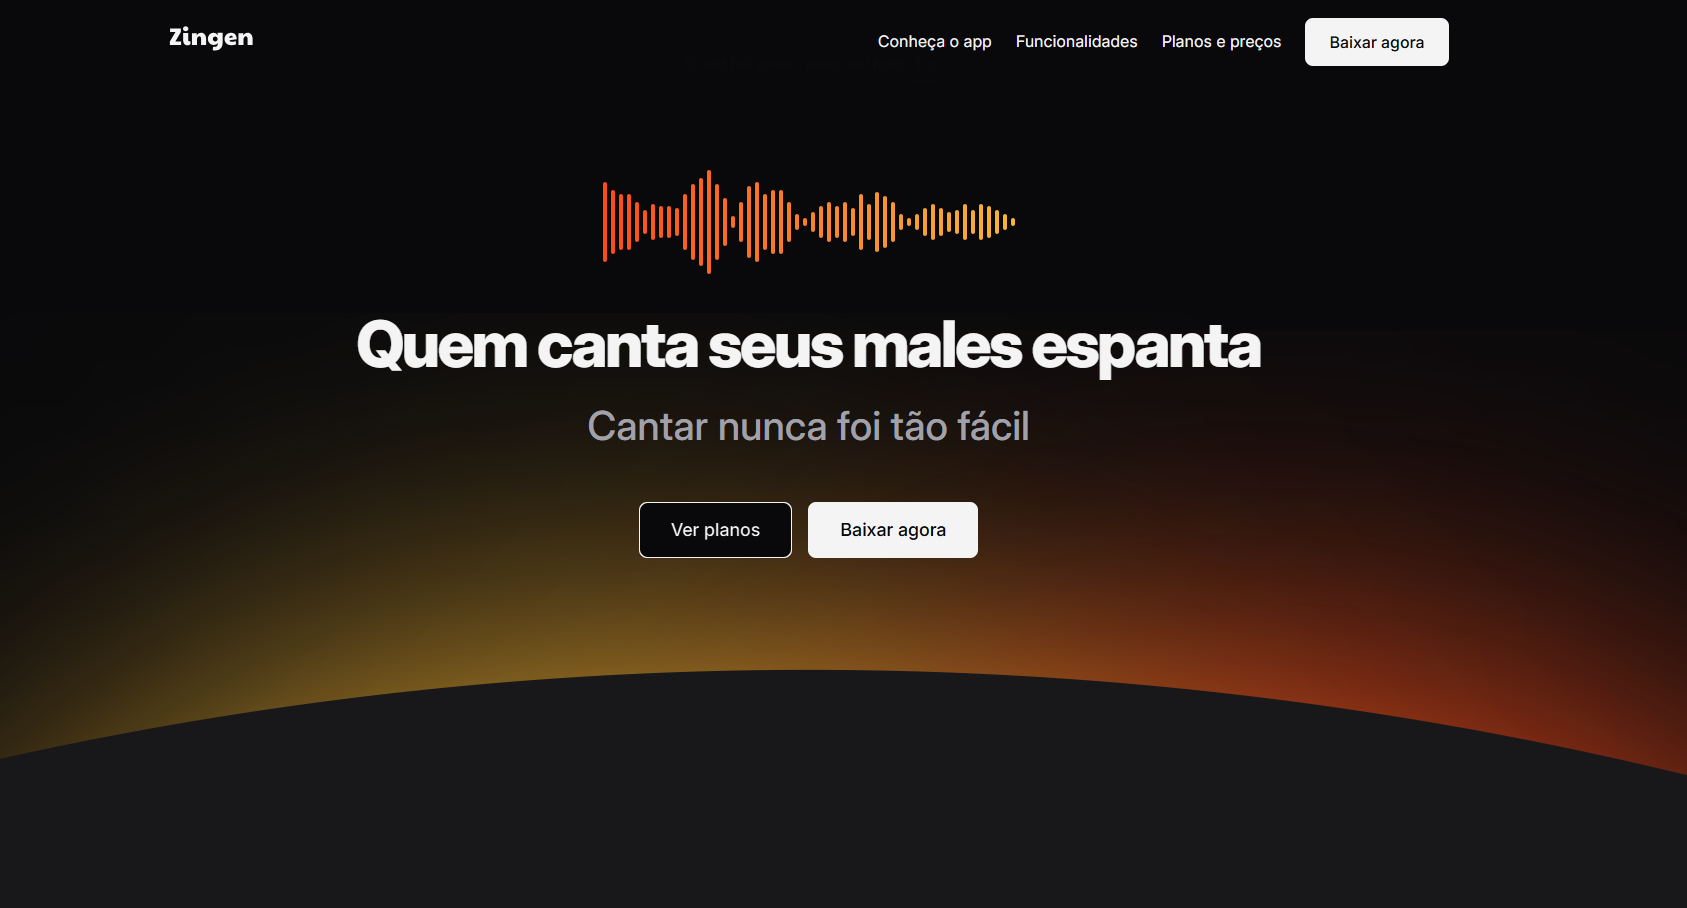 Zingen
Conheça o app
Funcionalidades
Planos e preços
Baixar agora
Quem canta seus males espanta
Cantar nunca foi tão fácil
Ver planos
Baixar agora